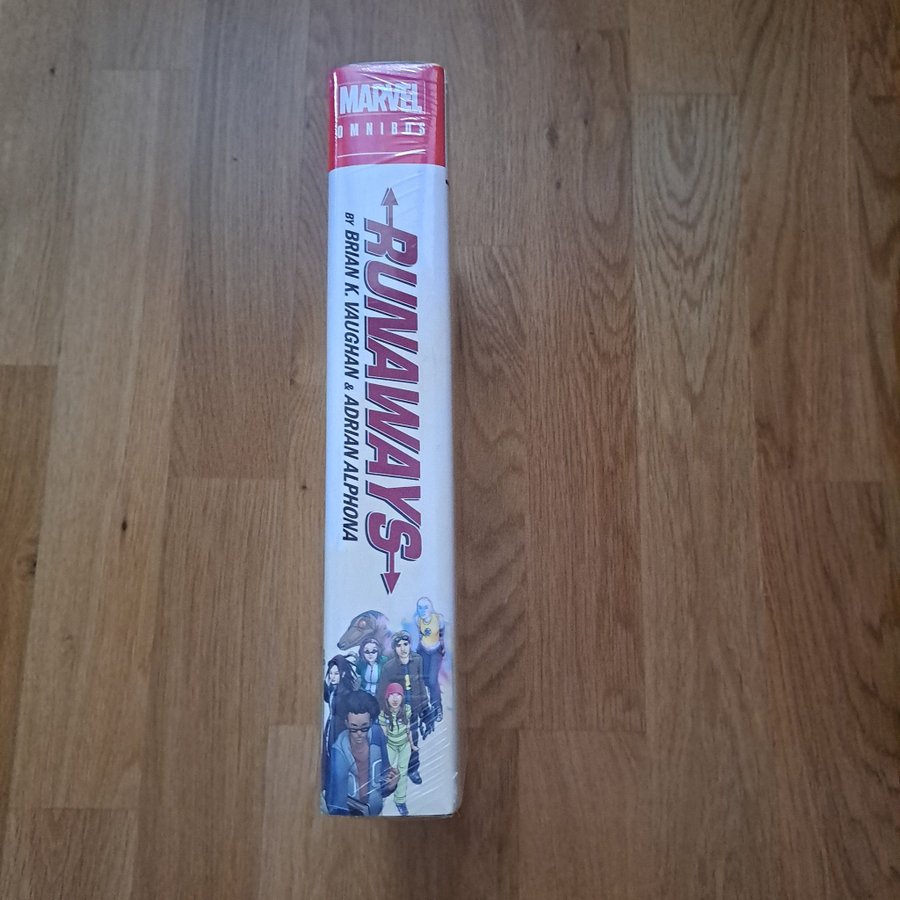 MARVEL
OMNIBUS
RUNAWAYS
BY BRIAN K. VAUGHAN & ADRIAN ALPHONA